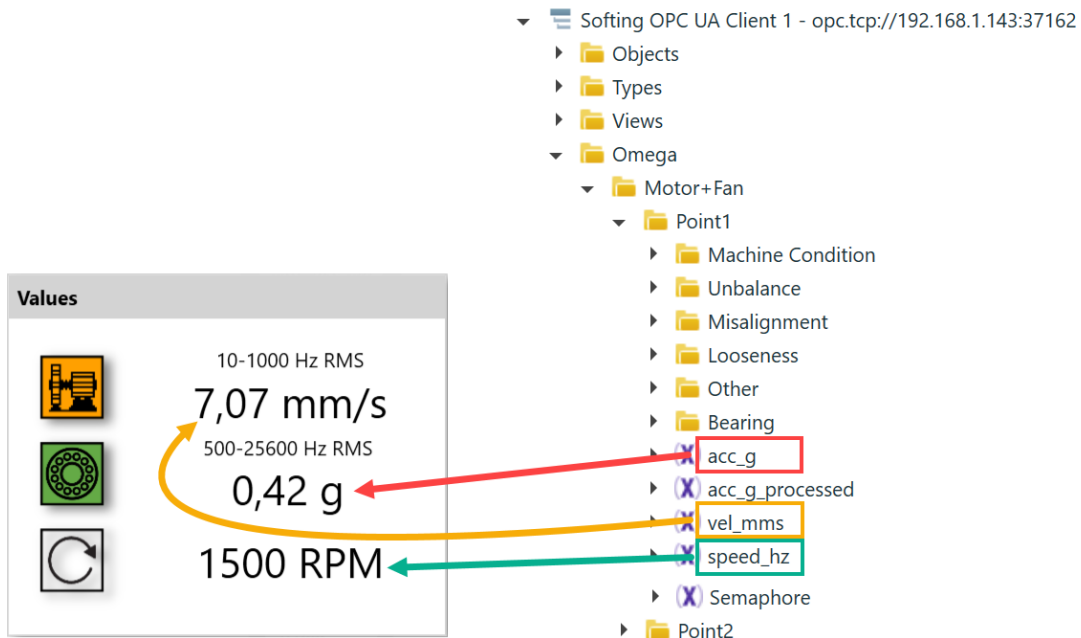 Softing OPC UA Client 1 - opc.tcp://192.168.1.143:37162
Objects
Types
Views
Omega
Motor+Fan
Point1
Machine Condition
Unbalance
Misalignment
Looseness
Other
Bearing
acc_g
acc_g_processed
vel_mms
speed_hz
Semaphore
Point2
Values
10-1000 Hz RMS
7,07 mm/s
500-25600 Hz RMS
0,42 g
1500 RPM